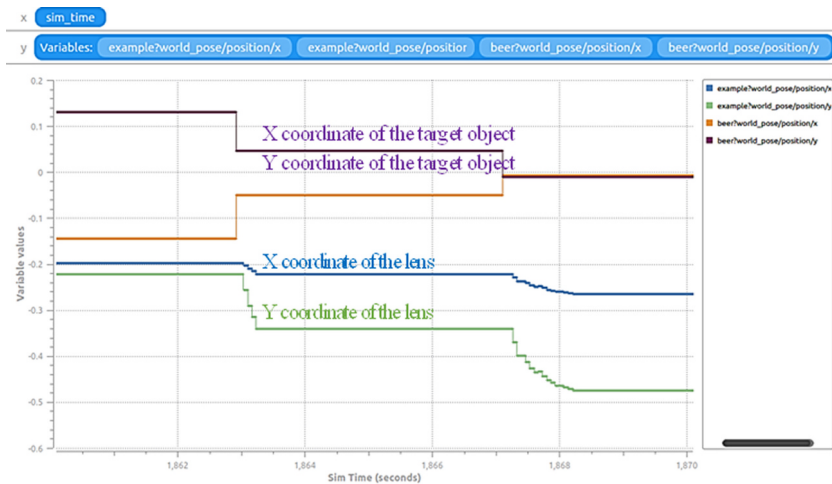 x sim_time
y Variables: example?world_pose/position/x example?world_pose/position beer?world_pose/position/x beer?world_pose/position/y
0.2
0.1
0
-0.1
-0.2
-0.3
-0.4
-0.5
-0.6
Variable values
X coordinate of the target object
Y coordinate of the target object
X coordinate of the lens
Y coordinate of the lens
1,862 1,864 1,866 1,868 1,870
Sim Time (seconds)
example?world_pose/position/x
example?world_pose/position/y
beer?world_pose/position/x
beer?world_pose/position/y